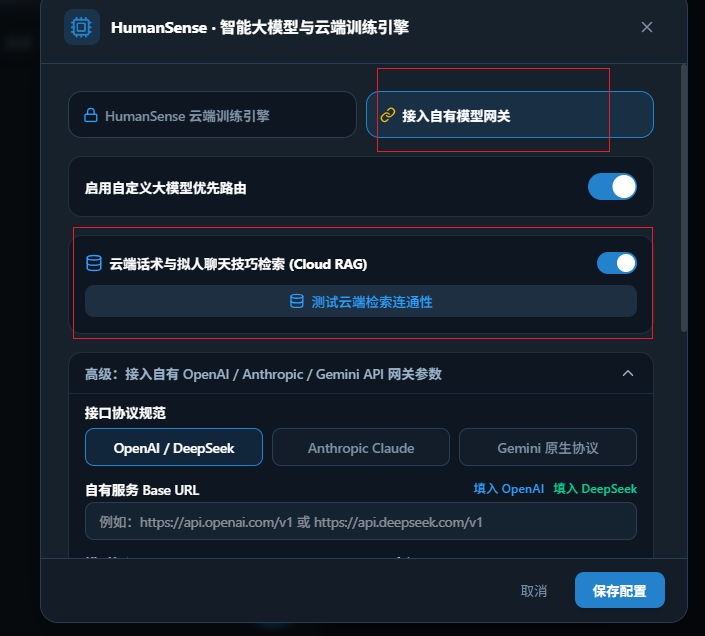 HumanSense · 智能大模型与云端训练引擎
HumanSense 云端训练引擎
接入自有模型网关
启用自定义大模型优先路由
云端话术与拟人聊天技巧检索 (Cloud RAG)
测试云端检索连通性
高级：接入自有 OpenAI / Anthropic / Gemini API 网关参数
接口协议规范
OpenAI / DeepSeek
Anthropic Claude
Gemini 原生协议
自有服务 Base URL
填入 OpenAI 填入 DeepSeek
例如：https://api.openai.com/v1 或 https://api.deepseek.com/v1
取消
保存配置